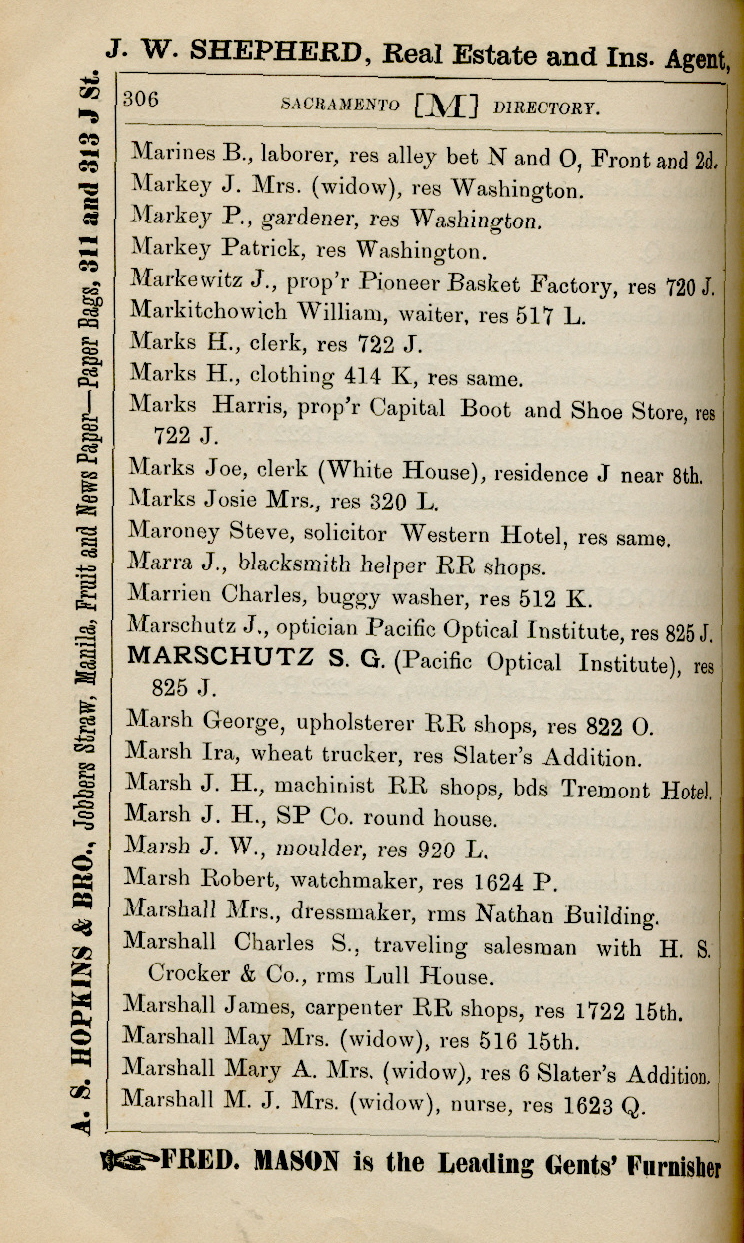 J. W. SHEPHERD, Real Estate and Ins. Agent,
306 SACRAMENTO [M] DIRECTORY.
Marines B., laborer, res alley bet N and O, Front and 2d.
Markey J. Mrs. (widow), res Washington.
Markey P., gardener, res Washington.
Markey Patrick, res Washington.
Markewitz J., prop'r Pioneer Basket Factory, res 720 J.
Markitchowich William, waiter, res 517 L.
Marks H., clerk, res 722 J.
Marks H., clothing 414 K, res same.
Marks Harris, prop'r Capital Boot and Shoe Store, res
722 J.
Marks Joe, clerk (White House), residence J near 8th.
Marks Josie Mrs., res 320 L.
Maroney Steve, solicitor Western Hotel, res same.
Marra J., blacksmith helper RR shops.
Marrien Charles, buggy washer, res 512 K.
Marschutz J., optician Pacific Optical Institute, res 825 J.
MARSCHUTZ S. G. (Pacific Optical Institute), res
825 J.
Marsh George, upholsterer RR shops, res 822 O.
Marsh Ira, wheat trucker, res Slater's Addition.
Marsh J. H., machinist RR shops, bds Tremont Hotel.
Marsh J. H., SP Co. round house.
Marsh J. W., moulder, res 920 L.
Marsh Robert, watchmaker, res 1624 P.
Marshall Mrs., dressmaker, rms Nathan Building.
Marshall Charles S., traveling salesman with H. S.
Crocker & Co., rms Lull House.
Marshall James, carpenter RR shops, res 1722 15th.
Marshall May Mrs. (widow), res 516 15th.
Marshall Mary A. Mrs. (widow), res 6 Slater's Addition.
Marshall M. J. Mrs. (widow), nurse, res 1623 Q.
FRED. MASON is the Leading Gents' Furnisher
A. S. HOPKINS & BRO., Jobbers Straw, Manila, Fruit and News Paper—Paper Bags, 311 and 313 J St.